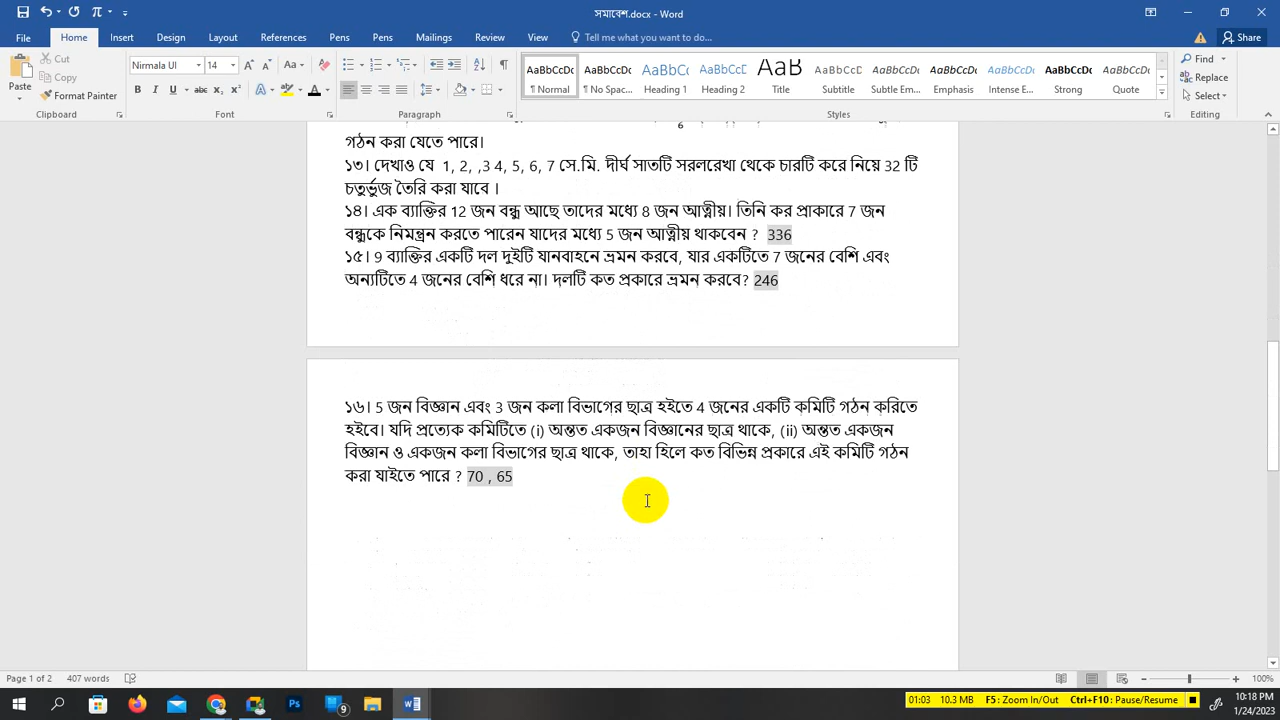 সমাবেশ.docx - Word
File Home Insert Design Layout References Pens Pens Mailings Review View Tell me what you want to do... Share
Cut
Copy
Format Painter
Paste
Nirmala UI 14
Find
Replace
Select
AaBbCcDc AaBbCcDc AaBbCc AaBbCcD AaB AaBbCcD AaBbCcDc AaBbCcDc AaBbCcDc AaBbCcDc AaBbCcDc
¶ Normal ¶ No Spac... Heading 1 Heading 2 Title Subtitle Subtle Em... Emphasis Intense E... Strong Quote
Clipboard Font Paragraph Styles Editing
6
গঠন করা যেতে পারে।
১৩। দেখাও যে 1, 2, ,3 4, 5, 6, 7 সে.মি. দীর্ঘ সাতটি সরলরেখা থেকে চারটি করে নিয়ে 32 টি
চতুর্ভুজ তৈরি করা যাবে ।
১৪। এক ব্যাক্তির 12 জন বন্ধু আছে তাদের মধ্যে 8 জন আত্নীয়। তিনি কর প্রাকারে 7 জন
বন্ধুকে নিমন্ত্রন করতে পারেন যাদের মধ্যে 5 জন আত্নীয় থাকবেন ? 336
১৫। 9 ব্যাক্তির একটি দল দুইটি যানবাহনে ভ্রমন করবে, যার একটিতে 7 জনের বেশি এবং
অন্যটিতে 4 জনের বেশি ধরে না। দলটি কত প্রকারে ভ্রমন করবে? 246
১৬। 5 জন বিজ্ঞান এবং 3 জন কলা বিভাগের ছাত্র হইতে 4 জনের একটি কমিটি গঠন করিতে
হইবে। যদি প্রত্যেক কমিটিতে (i) অন্তত একজন বিজ্ঞানের ছাত্র থাকে, (ii) অন্তত একজন
বিজ্ঞান ও একজন কলা বিভাগের ছাত্র থাকে, তাহা হিলে কত বিভিন্ন প্রকারে এই কমিটি গঠন
করা যাইতে পারে ? 70 , 65
Page 1 of 2 407 words 100%
01:03 10.3 MB F5: Zoom In/Out Ctrl+F10: Pause/Resume
10:18 PM
1/24/2023